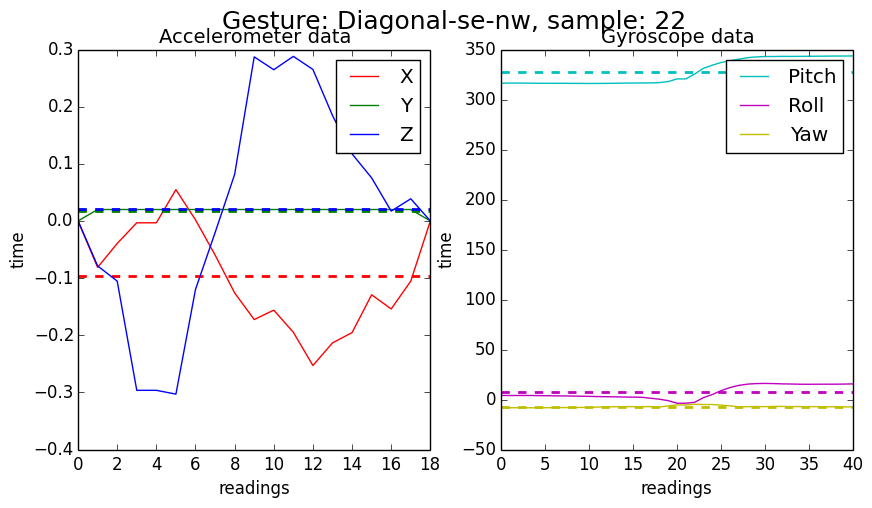 Gesture: Diagonal-se-nw, sample: 22
Accelerometer data
0.3
0.2
0.1
0.0
−0.1
−0.2
−0.3
−0.4
time
X
Y
Z
0 2 4 6 8 10 12 14 16 18
readings
Gyroscope data
350
300
250
200
150
100
50
0
−50
time
Pitch
Roll
Yaw
0 5 10 15 20 25 30 35 40
readings